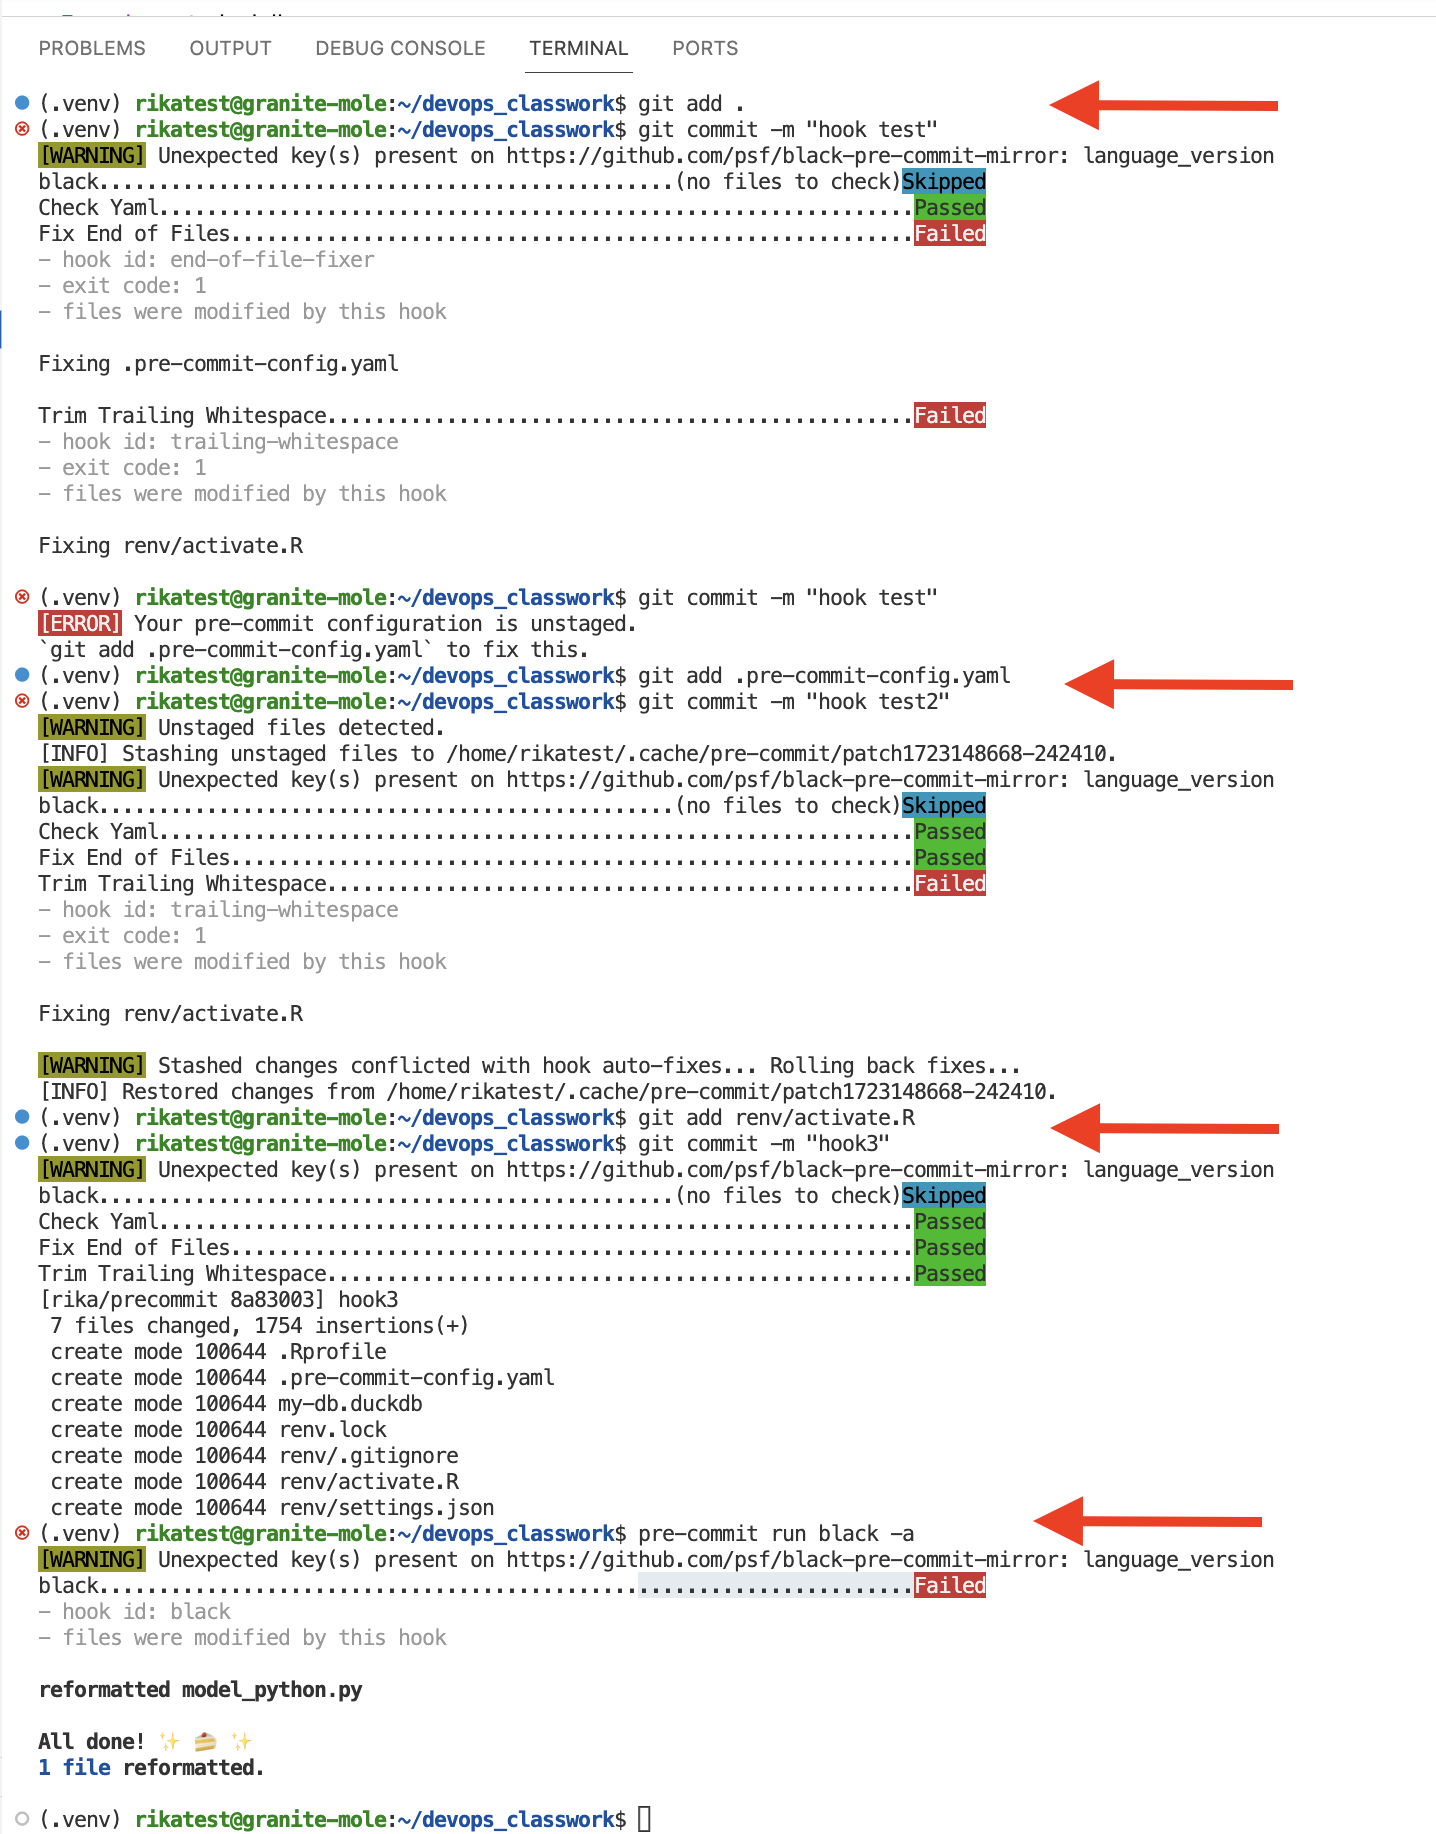 PROBLEMS OUTPUT DEBUG CONSOLE TERMINAL PORTS
(.venv) rikatest@granite-mole:~/devops_classwork$ git add .
(.venv) rikatest@granite-mole:~/devops_classwork$ git commit -m "hook test"
[WARNING] Unexpected key(s) present on https://github.com/psf/black-pre-commit-mirror: language_version
black................................................(no files to check)Skipped
Check Yaml...............................................................Passed
Fix End of Files.........................................................Failed
- hook id: end-of-file-fixer
- exit code: 1
- files were modified by this hook
Fixing .pre-commit-config.yaml
Trim Trailing Whitespace.................................................Failed
- hook id: trailing-whitespace
- exit code: 1
- files were modified by this hook
Fixing renv/activate.R
(.venv) rikatest@granite-mole:~/devops_classwork$ git commit -m "hook test"
[ERROR] Your pre-commit configuration is unstaged.
`git add .pre-commit-config.yaml` to fix this.
(.venv) rikatest@granite-mole:~/devops_classwork$ git add .pre-commit-config.yaml
(.venv) rikatest@granite-mole:~/devops_classwork$ git commit -m "hook test2"
[WARNING] Unstaged files detected.
[INFO] Stashing unstaged files to /home/rikatest/.cache/pre-commit/patch1723148668-242410.
[WARNING] Unexpected key(s) present on https://github.com/psf/black-pre-commit-mirror: language_version
black................................................(no files to check)Skipped
Check Yaml...............................................................Passed
Fix End of Files.........................................................Passed
Trim Trailing Whitespace.................................................Failed
- hook id: trailing-whitespace
- exit code: 1
- files were modified by this hook
Fixing renv/activate.R
[WARNING] Stashed changes conflicted with hook auto-fixes... Rolling back fixes...
[INFO] Restored changes from /home/rikatest/.cache/pre-commit/patch1723148668-242410.
(.venv) rikatest@granite-mole:~/devops_classwork$ git add renv/activate.R
(.venv) rikatest@granite-mole:~/devops_classwork$ git commit -m "hook3"
[WARNING] Unexpected key(s) present on https://github.com/psf/black-pre-commit-mirror: language_version
black................................................(no files to check)Skipped
Check Yaml...............................................................Passed
Fix End of Files.........................................................Passed
Trim Trailing Whitespace.................................................Passed
[rika/precommit 8a83003] hook3
7 files changed, 1754 insertions(+)
create mode 100644 .Rprofile
create mode 100644 .pre-commit-config.yaml
create mode 100644 my-db.duckdb
create mode 100644 renv.lock
create mode 100644 renv/.gitignore
create mode 100644 renv/activate.R
create mode 100644 renv/settings.json
(.venv) rikatest@granite-mole:~/devops_classwork$ pre-commit run black -a
[WARNING] Unexpected key(s) present on https://github.com/psf/black-pre-commit-mirror: language_version
black....................................................................Failed
- hook id: black
- files were modified by this hook
reformatted model_python.py
All done! ✨ 🍰 ✨
1 file reformatted.
(.venv) rikatest@granite-mole:~/devops_classwork$